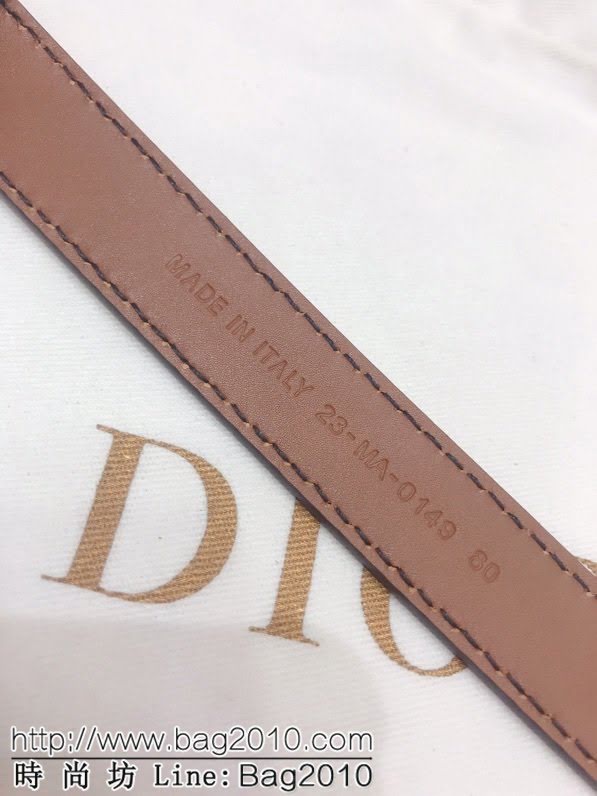 MADE IN ITALY 23-MA-0149 80
DIO
http://www.bag2010.com
時尚坊 Line: Bag2010